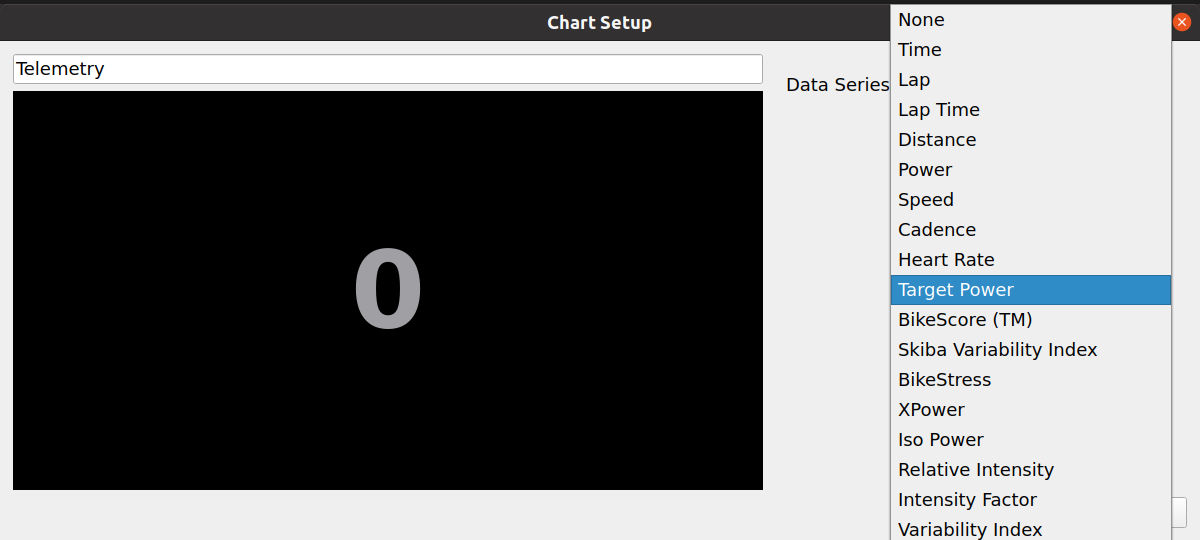 Chart Setup
Telemetry
0
Data Series
None
Time
Lap
Lap Time
Distance
Power
Speed
Cadence
Heart Rate
Target Power
BikeScore (TM)
Skiba Variability Index
BikeStress
XPower
Iso Power
Relative Intensity
Intensity Factor
Variability Index